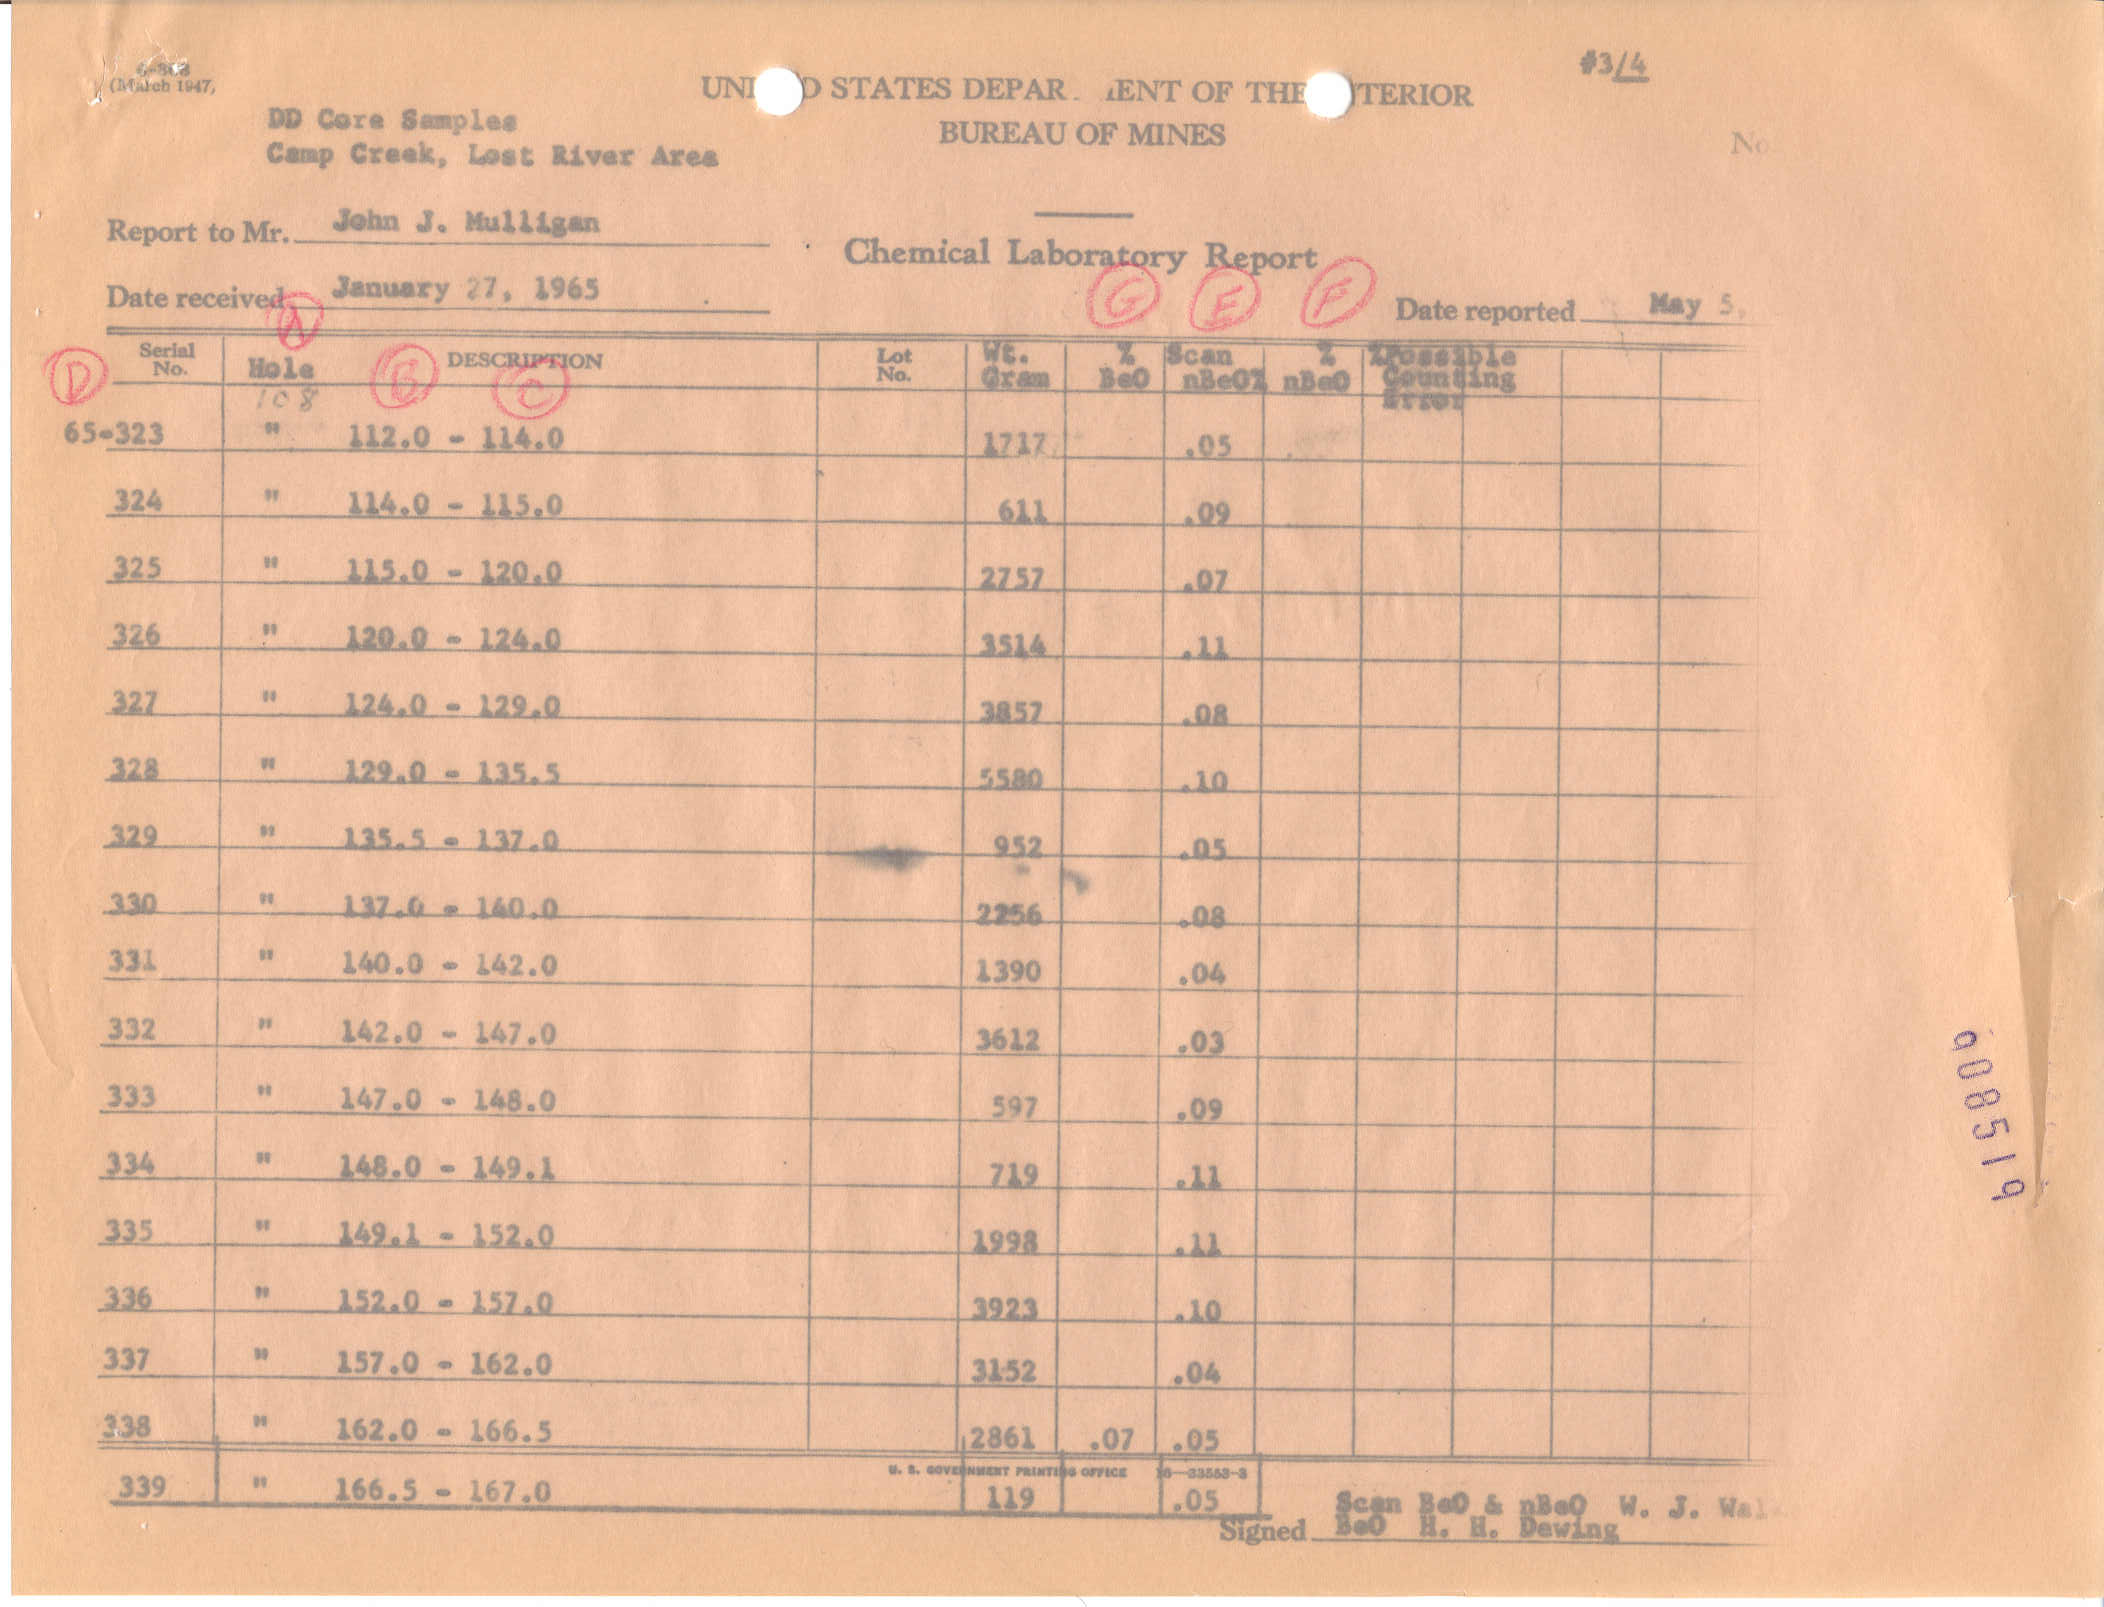 6-868
(March 1947)
#3/4
UNI D STATES DEPAR ENT OF THE TERIOR
BUREAU OF MINES
No
DD Core Samples
Camp Creek, Lost River Area
Report to Mr. John J. Mulligan
Chemical Laboratory Report
Date received January 27, 1965
Date reported May 5,
A G E F
D B C
Serial No. Hole DESCRIPTION Lot No. Wt. Gram % BeO Scan nBeO% % nBeO %Possible Counting Error
108
65-323 " 112.0 - 114.0 1717 .05
324 " 114.0 - 115.0 611 .09
325 " 115.0 - 120.0 2757 .07
326 " 120.0 - 124.0 3514 .11
327 " 124.0 - 129.0 3857 .08
328 " 129.0 - 135.5 5580 .10
329 " 135.5 - 137.0 952 .05
330 " 137.0 - 140.0 2256 .08
331 " 140.0 - 142.0 1390 .04
332 " 142.0 - 147.0 3612 .03
333 " 147.0 - 148.0 597 .09
334 " 148.0 - 149.1 719 .11
335 " 149.1 - 152.0 1998 .11
336 " 152.0 - 157.0 3923 .10
337 " 157.0 - 162.0 3152 .04
338 " 162.0 - 166.5 2861 .07 .05
U. S. GOVERNMENT PRINTING OFFICE 16—33553-3
339 " 166.5 - 167.0 119 .05
Scan BeO & nBeO W. J. Wal
Signed BeO H. H. Dewing
908519